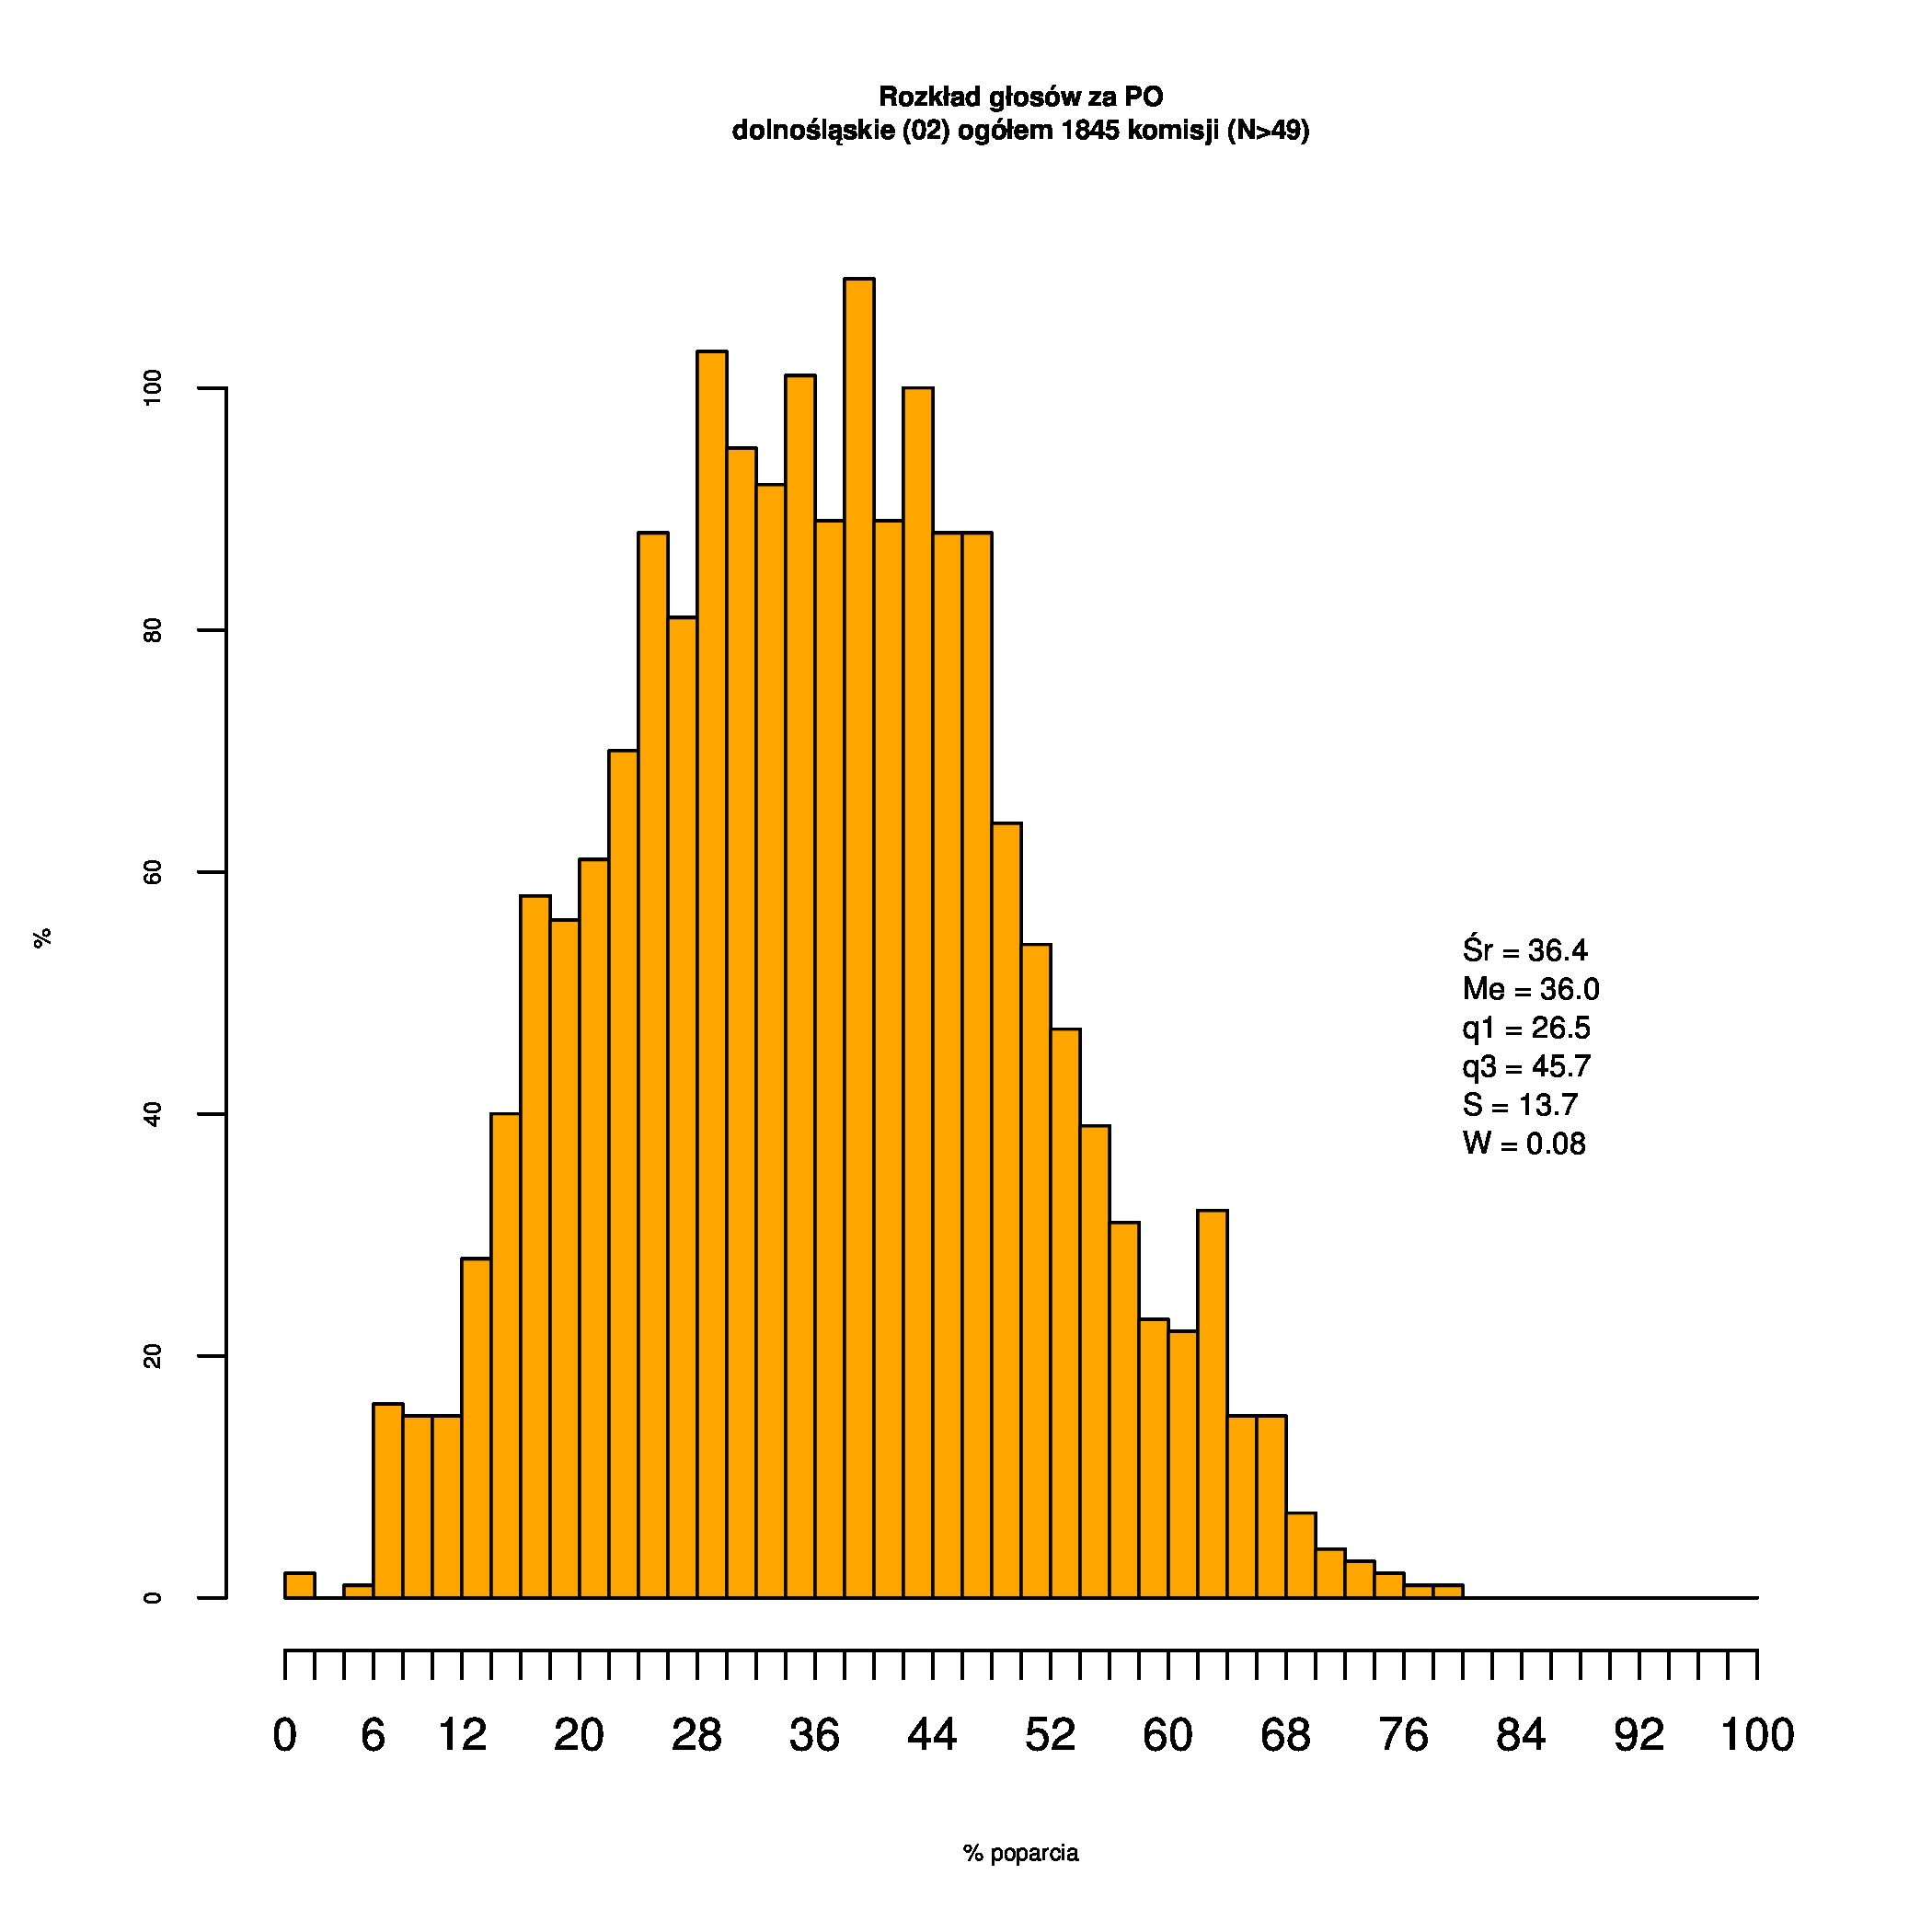 Rozkład głosów za PO
dolnośląskie (02) ogółem 1845 komisji (N>49)
100
80
60
40
20
0
%
Śr = 36.4
Me = 36.0
q1 = 26.5
q3 = 45.7
S = 13.7
W = 0.08
0 6 12 20 28 36 44 52 60 68 76 84 92 100
% poparcia